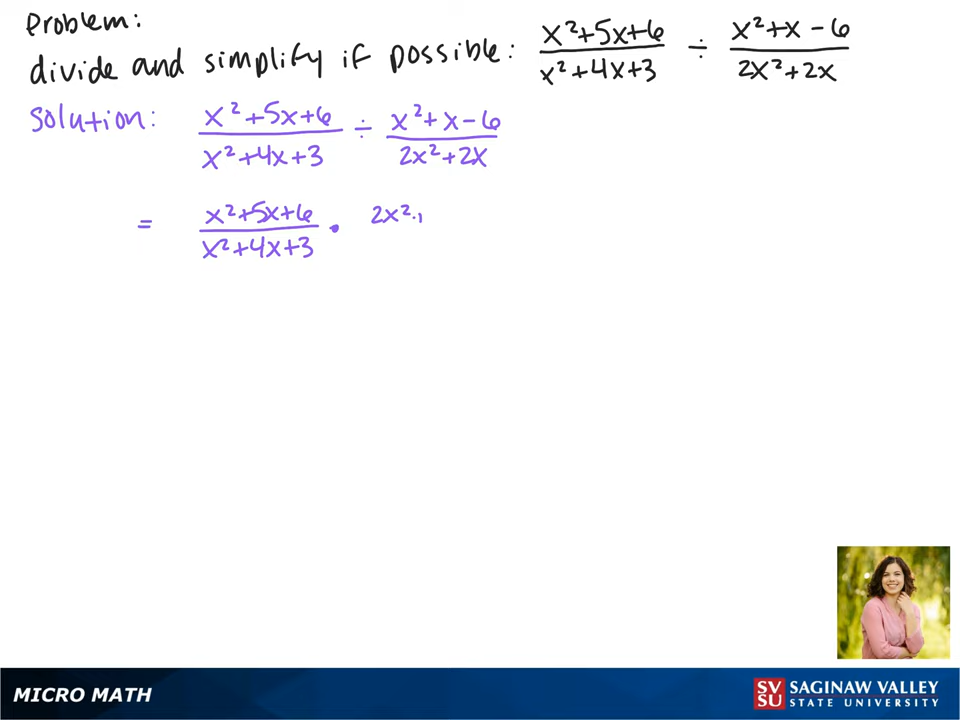 problem:
divide and simplify if possible: x²+5x+6 / x²+4x+3 ÷ x²+x-6 / 2x²+2x
solution: x²+5x+6 / x²+4x+3 ÷ x²+x-6 / 2x²+2x
= x²+5x+6 / x²+4x+3 · 2x²
MICRO MATH
SVSU SAGINAW VALLEY STATE UNIVERSITY